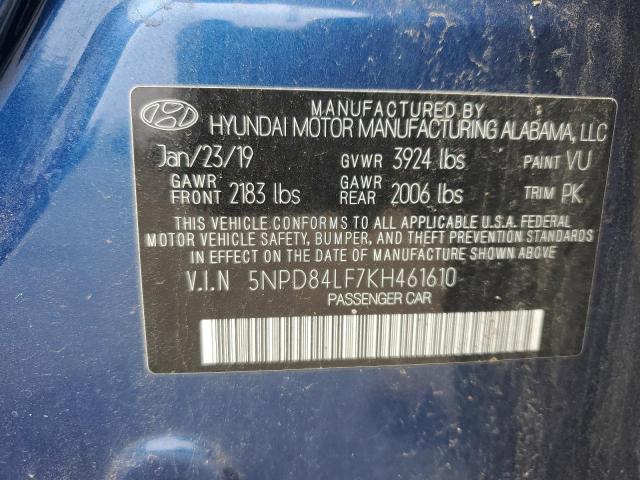 MANUFACTURED BY
HYUNDAI MOTOR MANUFACTURING ALABAMA, LLC
Jan/23/19 GVWR 3924 lbs PAINT VU
GAWR FRONT 2183 lbs GAWR REAR 2006 lbs TRIM PK
THIS VEHICLE CONFORMS TO ALL APPLICABLE U.S.A. FEDERAL
MOTOR VEHICLE SAFETY, BUMPER, AND THEFT PREVENTION STANDARDS
IN EFFECT ON THE DATE OF MANUFACTURE SHOWN ABOVE
V.I.N 5NPD84LF7KH461610
PASSENGER CAR